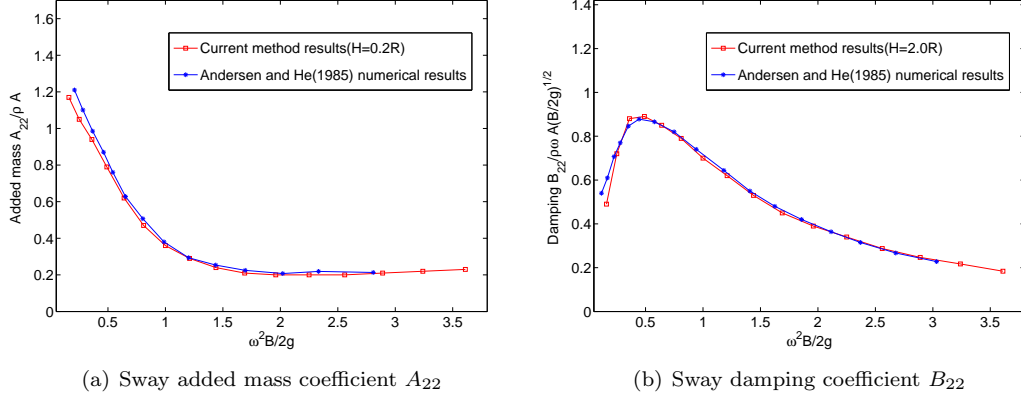 1.6
1.4
1.2
1
0.8
0.6
0.4
0.2
0
Added mass A22/ρ A
Current method results(H=0.2R)
Andersen and He(1985) numerical results
0.5 1 1.5 2 2.5 3 3.5
ω²B/2g
(a) Sway added mass coefficient A22
1.4
1.2
1
0.8
0.6
0.4
0.2
0
Damping B22/ρω A(B/2g)^1/2
Current method results(H=2.0R)
Andersen and He(1985) numerical results
0.5 1 1.5 2 2.5 3 3.5
ω²B/2g
(b) Sway damping coefficient B22